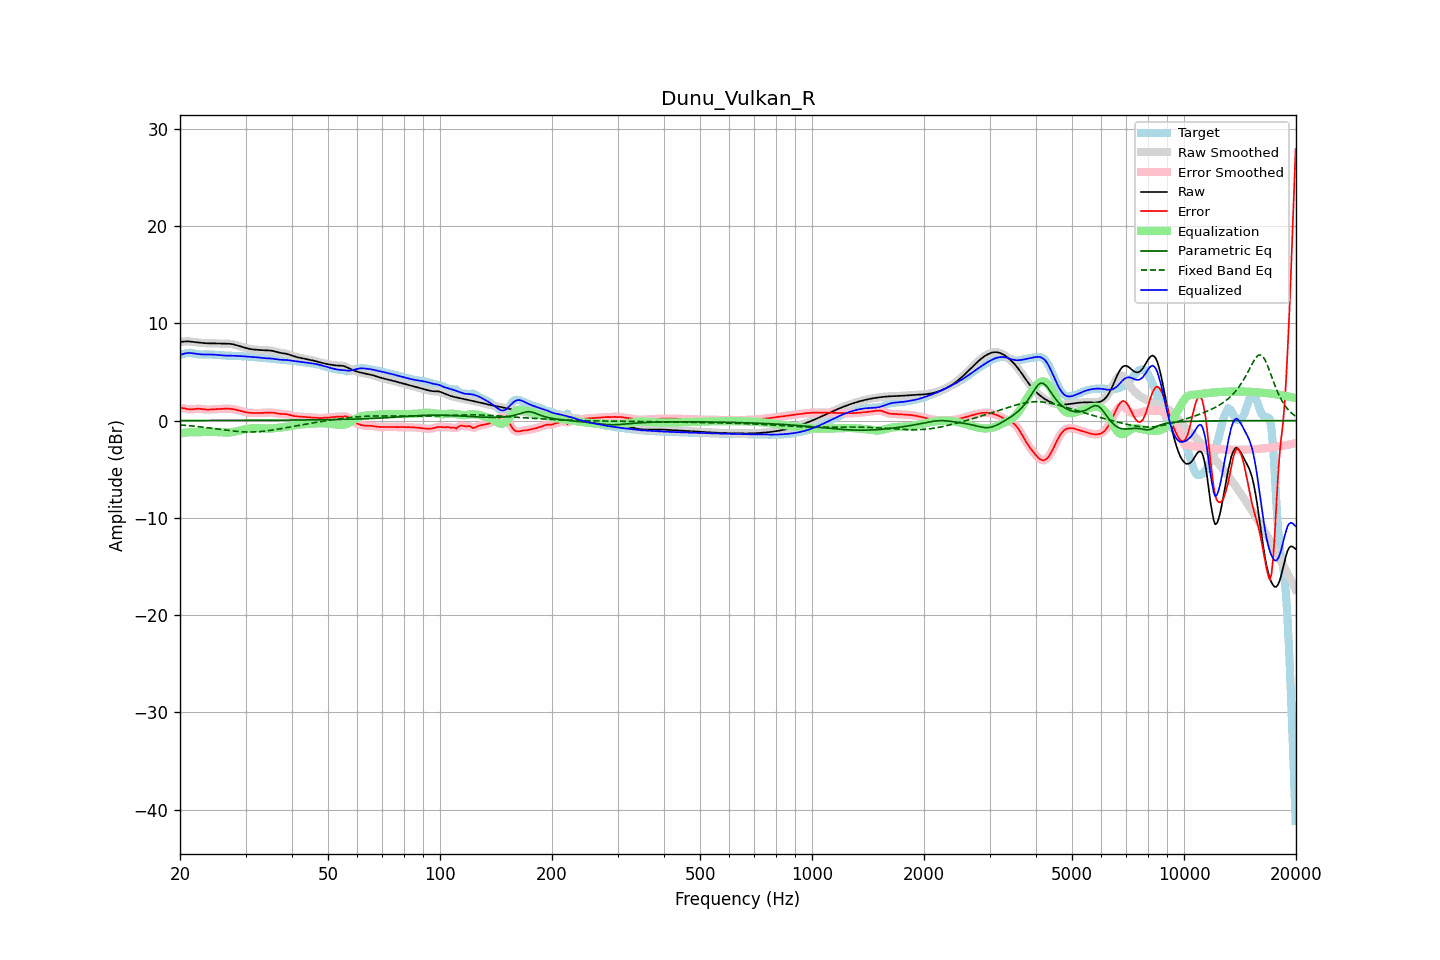 Dunu_Vulkan_R
30
20
10
0
−10
−20
−30
−40
Amplitude (dBr)
Target
Raw Smoothed
Error Smoothed
Raw
Error
Equalization
Parametric Eq
Fixed Band Eq
Equalized
20 50 100 200 500 1000 2000 5000 10000 20000
Frequency (Hz)